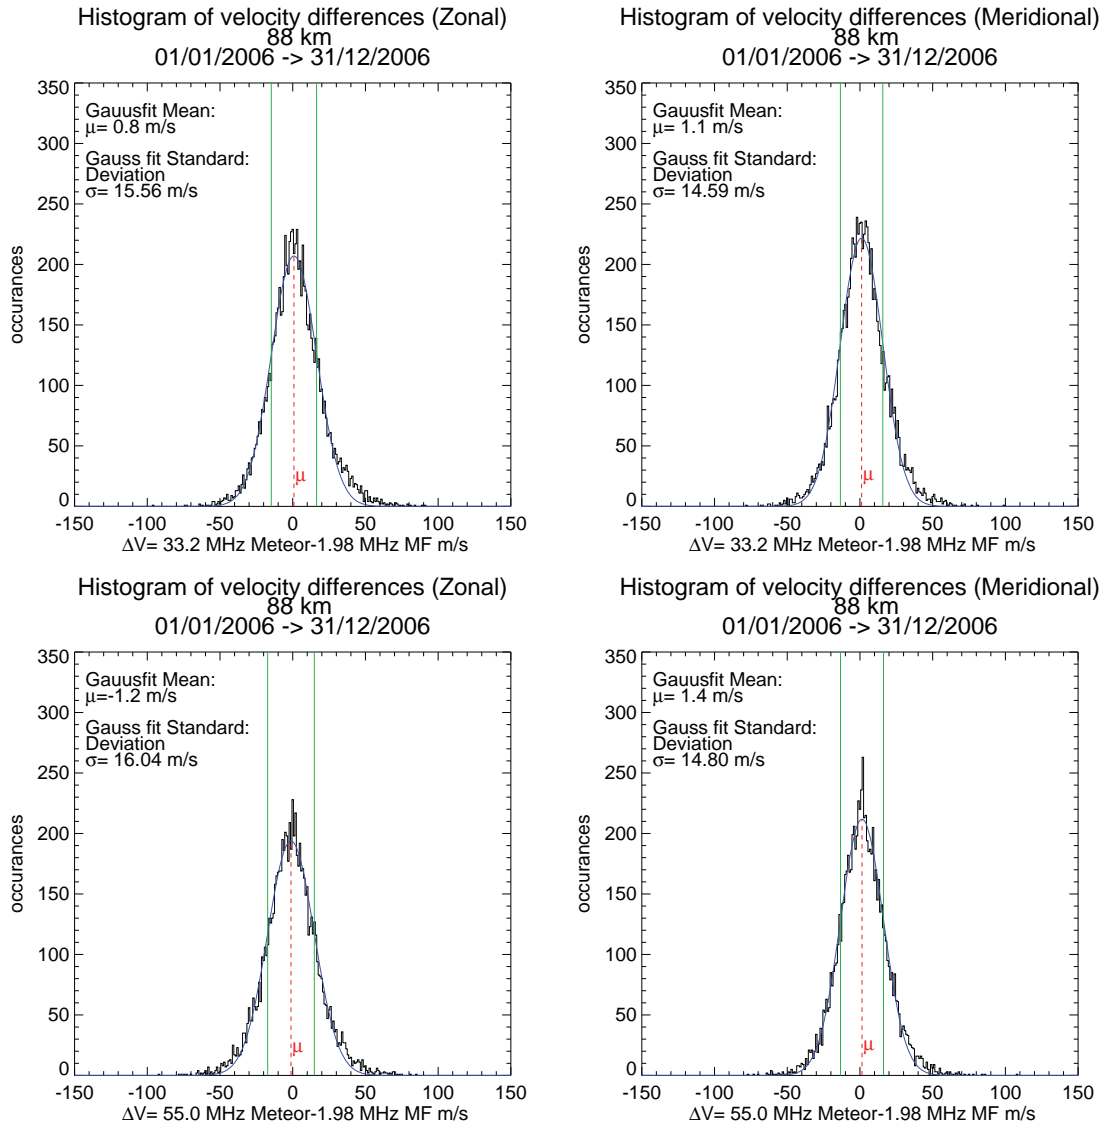 Histogram of velocity differences (Zonal)
88 km
01/01/2006 -> 31/12/2006
350
300
250
200
150
100
50
0
occurances
Gauusfit Mean:
μ= 0.8 m/s
Gauss fit Standard:
Deviation
σ= 15.56 m/s
μ
-150 -100 -50 0 50 100 150
ΔV= 33.2 MHz Meteor-1.98 MHz MF m/s
Histogram of velocity differences (Meridional)
88 km
01/01/2006 -> 31/12/2006
350
300
250
200
150
100
50
0
occurances
Gauusfit Mean:
μ= 1.1 m/s
Gauss fit Standard:
Deviation
σ= 14.59 m/s
μ
-150 -100 -50 0 50 100 150
ΔV= 33.2 MHz Meteor-1.98 MHz MF m/s
Histogram of velocity differences (Zonal)
88 km
01/01/2006 -> 31/12/2006
350
300
250
200
150
100
50
0
occurances
Gauusfit Mean:
μ=-1.2 m/s
Gauss fit Standard:
Deviation
σ= 16.04 m/s
μ
-150 -100 -50 0 50 100 150
ΔV= 55.0 MHz Meteor-1.98 MHz MF m/s
Histogram of velocity differences (Meridional)
88 km
01/01/2006 -> 31/12/2006
350
300
250
200
150
100
50
0
occurances
Gauusfit Mean:
μ= 1.4 m/s
Gauss fit Standard:
Deviation
σ= 14.80 m/s
μ
-150 -100 -50 0 50 100 150
ΔV= 55.0 MHz Meteor-1.98 MHz MF m/s